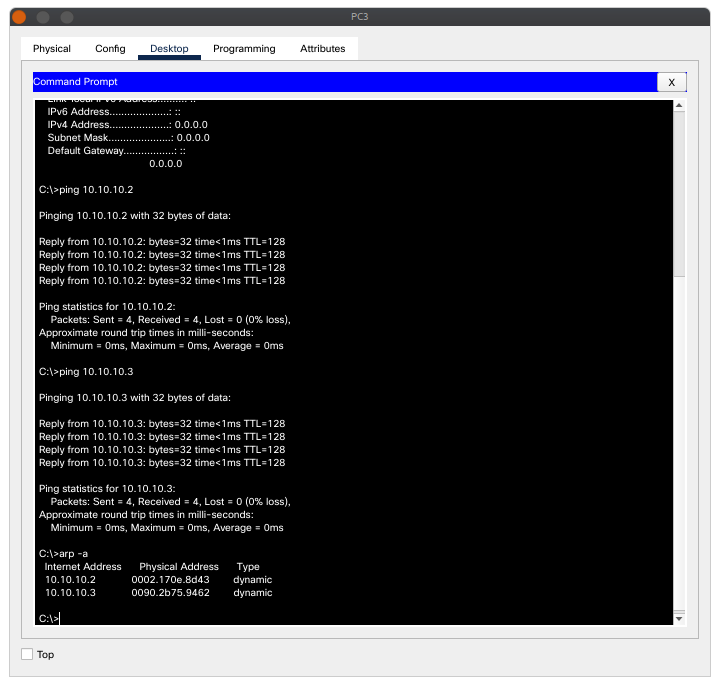 PC3
Physical Config Desktop Programming Attributes
Command Prompt X
Link-local IPv6 Address.........: ::
IPv6 Address....................: ::
IPv4 Address....................: 0.0.0.0
Subnet Mask.....................: 0.0.0.0
Default Gateway.................: ::
0.0.0.0
C:\>ping 10.10.10.2
Pinging 10.10.10.2 with 32 bytes of data:
Reply from 10.10.10.2: bytes=32 time<1ms TTL=128
Reply from 10.10.10.2: bytes=32 time<1ms TTL=128
Reply from 10.10.10.2: bytes=32 time<1ms TTL=128
Reply from 10.10.10.2: bytes=32 time<1ms TTL=128
Ping statistics for 10.10.10.2:
Packets: Sent = 4, Received = 4, Lost = 0 (0% loss),
Approximate round trip times in milli-seconds:
Minimum = 0ms, Maximum = 0ms, Average = 0ms
C:\>ping 10.10.10.3
Pinging 10.10.10.3 with 32 bytes of data:
Reply from 10.10.10.3: bytes=32 time<1ms TTL=128
Reply from 10.10.10.3: bytes=32 time<1ms TTL=128
Reply from 10.10.10.3: bytes=32 time<1ms TTL=128
Reply from 10.10.10.3: bytes=32 time<1ms TTL=128
Ping statistics for 10.10.10.3:
Packets: Sent = 4, Received = 4, Lost = 0 (0% loss),
Approximate round trip times in milli-seconds:
Minimum = 0ms, Maximum = 0ms, Average = 0ms
C:\>arp -a
Internet Address Physical Address Type
10.10.10.2 0002.170e.8d43 dynamic
10.10.10.3 0090.2b75.9462 dynamic
C:\>
Top